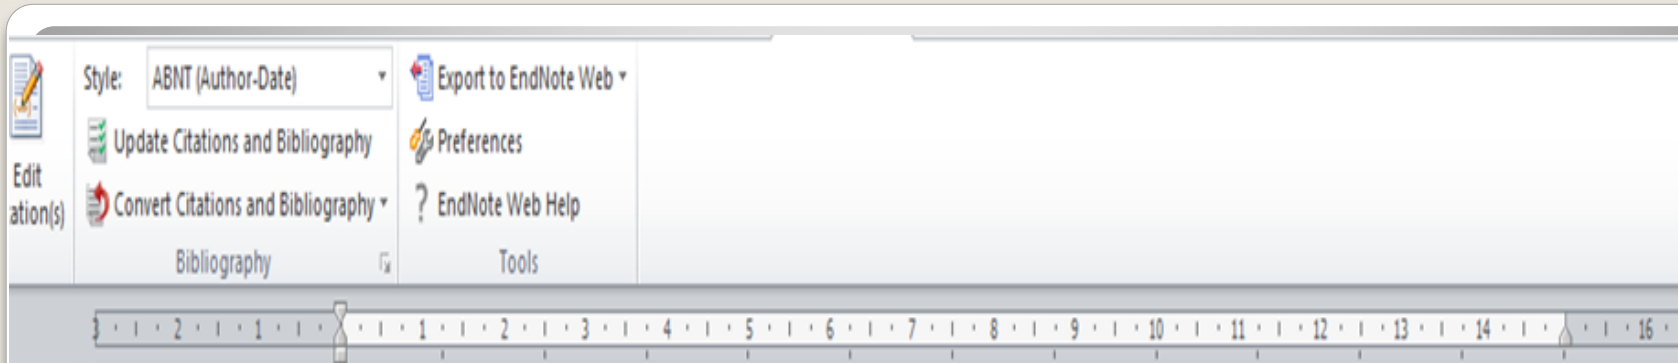 Style: ABNT (Author-Date) Export to EndNote Web
Update Citations and Bibliography Preferences
Edit
ation(s) Convert Citations and Bibliography ? EndNote Web Help
Bibliography Tools
3 2 1 1 2 3 4 5 6 7 8 9 10 11 12 13 14 16